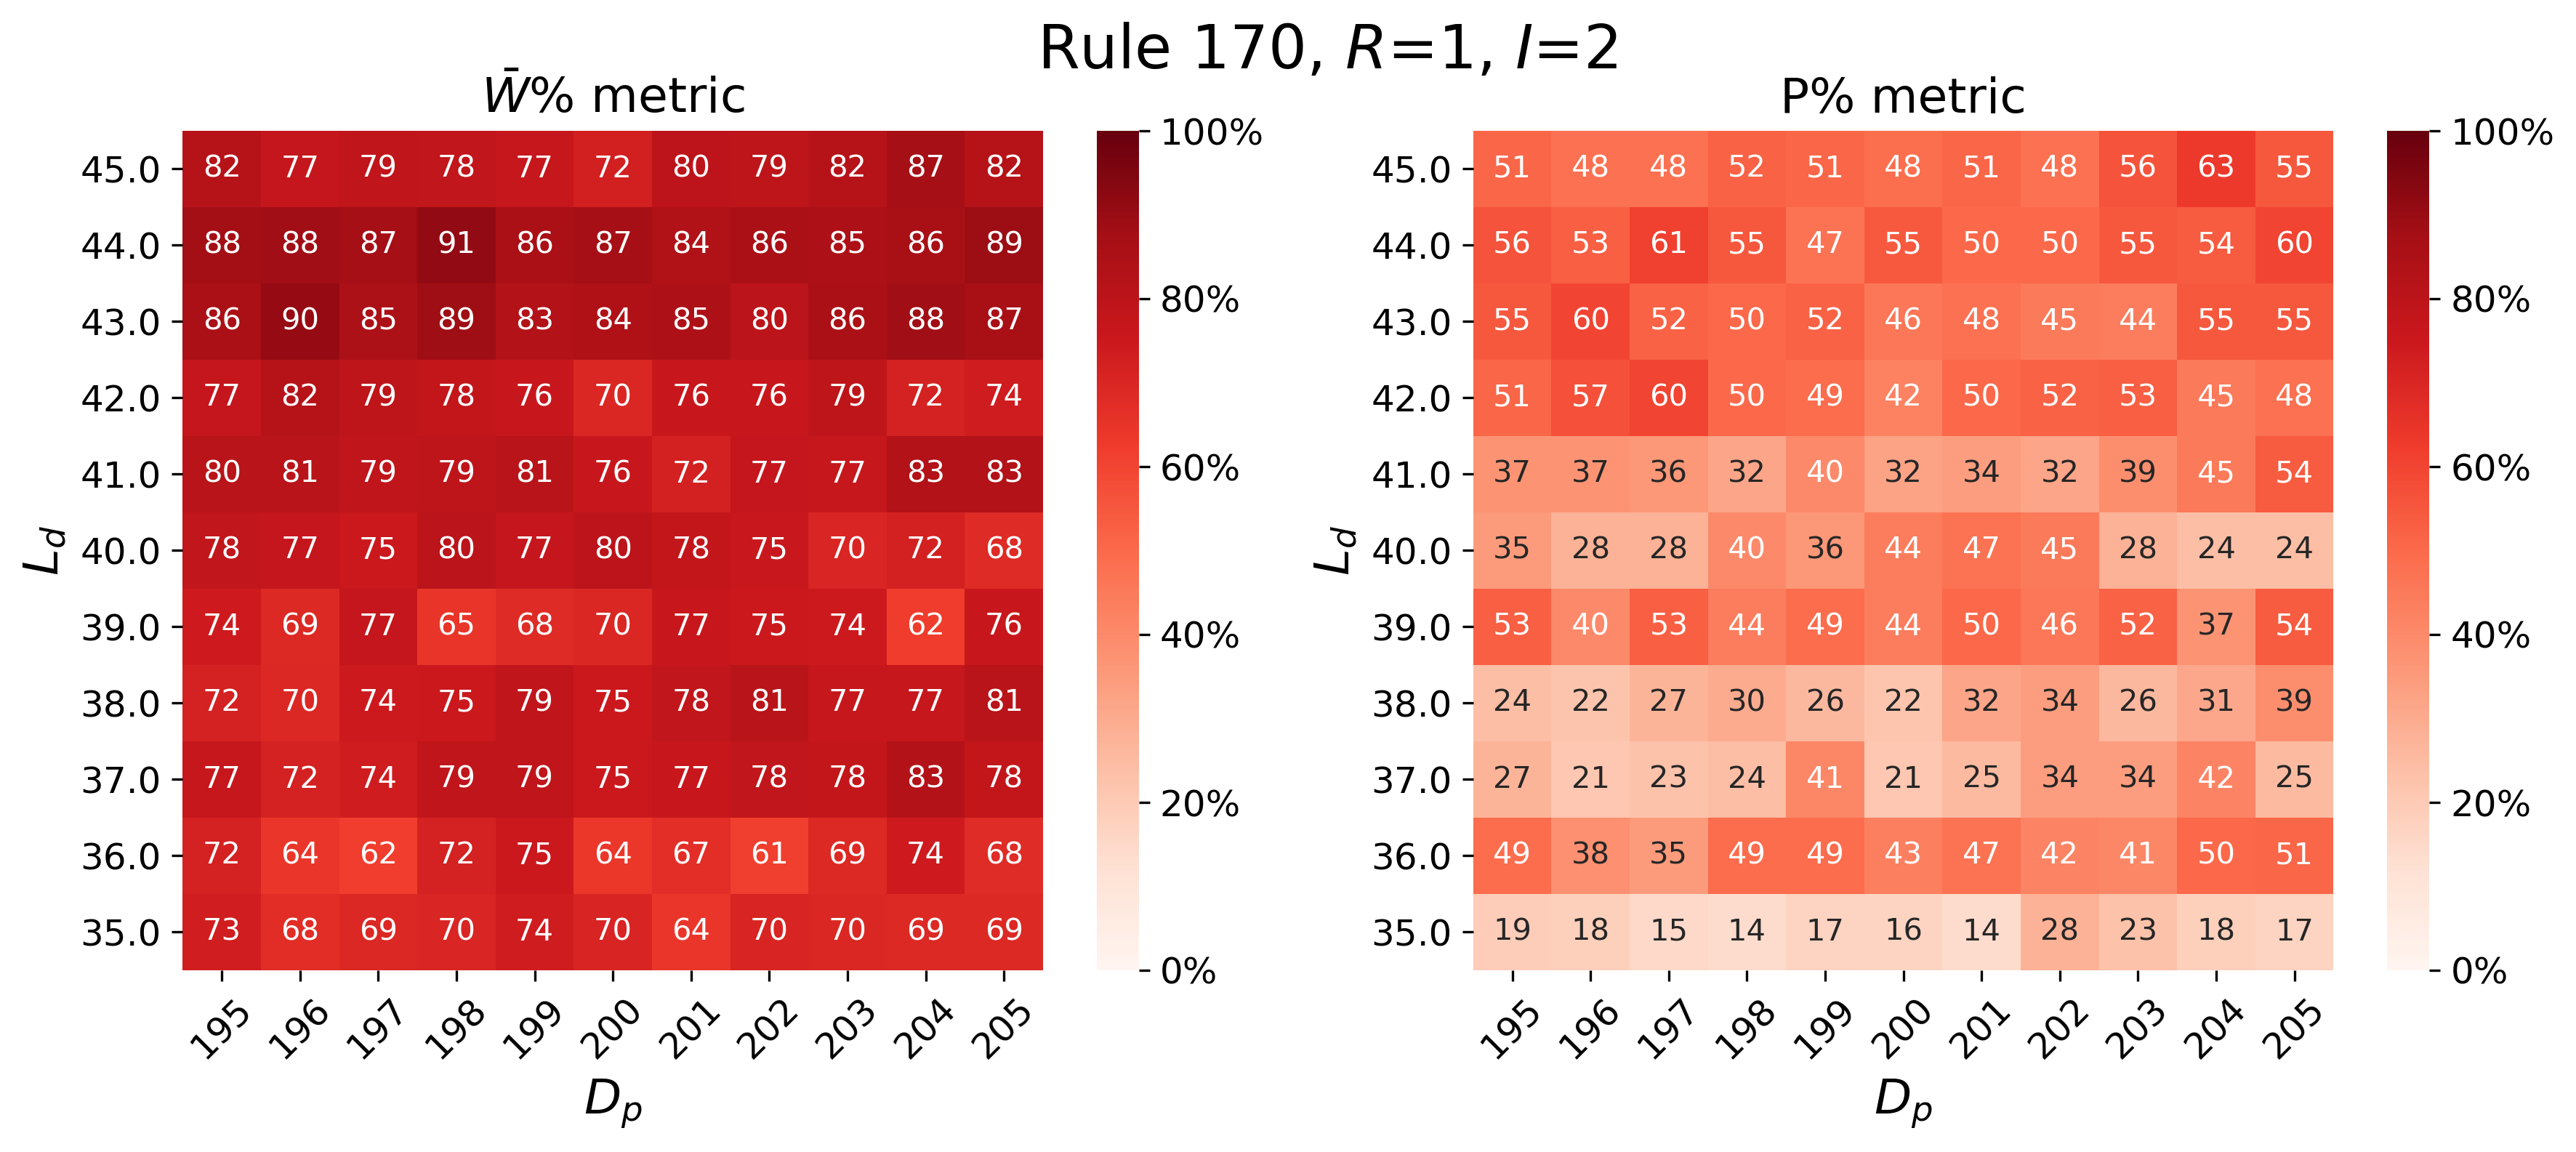 Rule 170, R=1, I=2
W̄% metric
45.0 82 77 79 78 77 72 80 79 82 87 82
44.0 88 88 87 91 86 87 84 86 85 86 89
43.0 86 90 85 89 83 84 85 80 86 88 87
42.0 77 82 79 78 76 70 76 76 79 72 74
41.0 80 81 79 79 81 76 72 77 77 83 83
40.0 78 77 75 80 77 80 78 75 70 72 68
39.0 74 69 77 65 68 70 77 75 74 62 76
38.0 72 70 74 75 79 75 78 81 77 77 81
37.0 77 72 74 79 79 75 77 78 78 83 78
36.0 72 64 62 72 75 64 67 61 69 74 68
35.0 73 68 69 70 74 70 64 70 70 69 69
195 196 197 198 199 200 201 202 203 204 205
L_d
D_p
100%
80%
60%
40%
20%
0%
P% metric
45.0 51 48 48 52 51 48 51 48 56 63 55
44.0 56 53 61 55 47 55 50 50 55 54 60
43.0 55 60 52 50 52 46 48 45 44 55 55
42.0 51 57 60 50 49 42 50 52 53 45 48
41.0 37 37 36 32 40 32 34 32 39 45 54
40.0 35 28 28 40 36 44 47 45 28 24 24
39.0 53 40 53 44 49 44 50 46 52 37 54
38.0 24 22 27 30 26 22 32 34 26 31 39
37.0 27 21 23 24 41 21 25 34 34 42 25
36.0 49 38 35 49 49 43 47 42 41 50 51
35.0 19 18 15 14 17 16 14 28 23 18 17
195 196 197 198 199 200 201 202 203 204 205
L_d
D_p
100%
80%
60%
40%
20%
0%